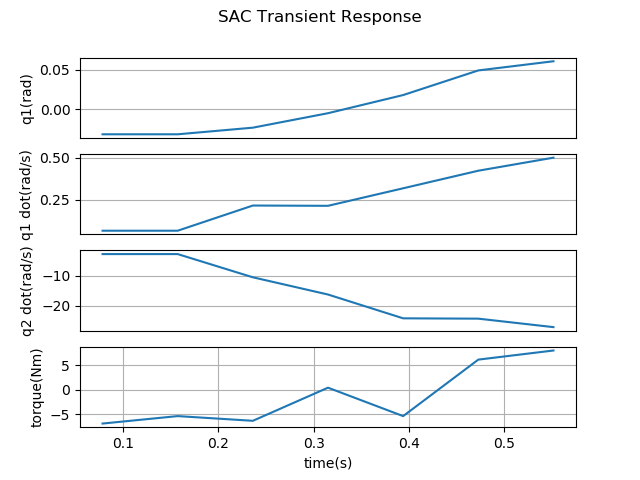 SAC Transient Response
q1(rad)
0.05
0.00
q1 dot(rad/s)
0.50
0.25
q2 dot(rad/s)
−10
−20
torque(Nm)
5
0
−5
0.1 0.2 0.3 0.4 0.5
time(s)